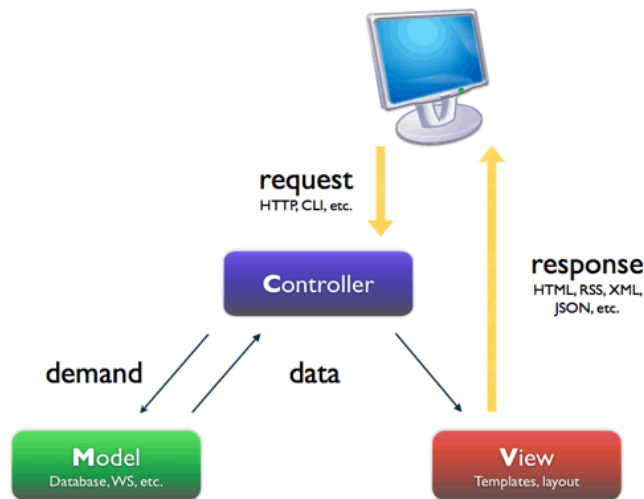 request
HTTP, CLI, etc.
Controller
response
HTML, RSS, XML,
JSON, etc.
demand
data
Model
Database, WS, etc.
View
Templates, layout